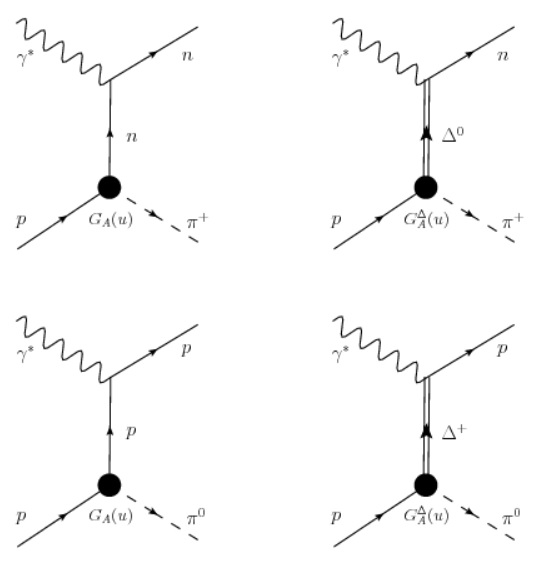 γ* n γ* n
n Δ⁰
p G_A(u) π⁺ p G_A^Δ(u) π⁺
γ* p γ* p
p Δ⁺
p G_A(u) π⁰ p G_A^Δ(u) π⁰